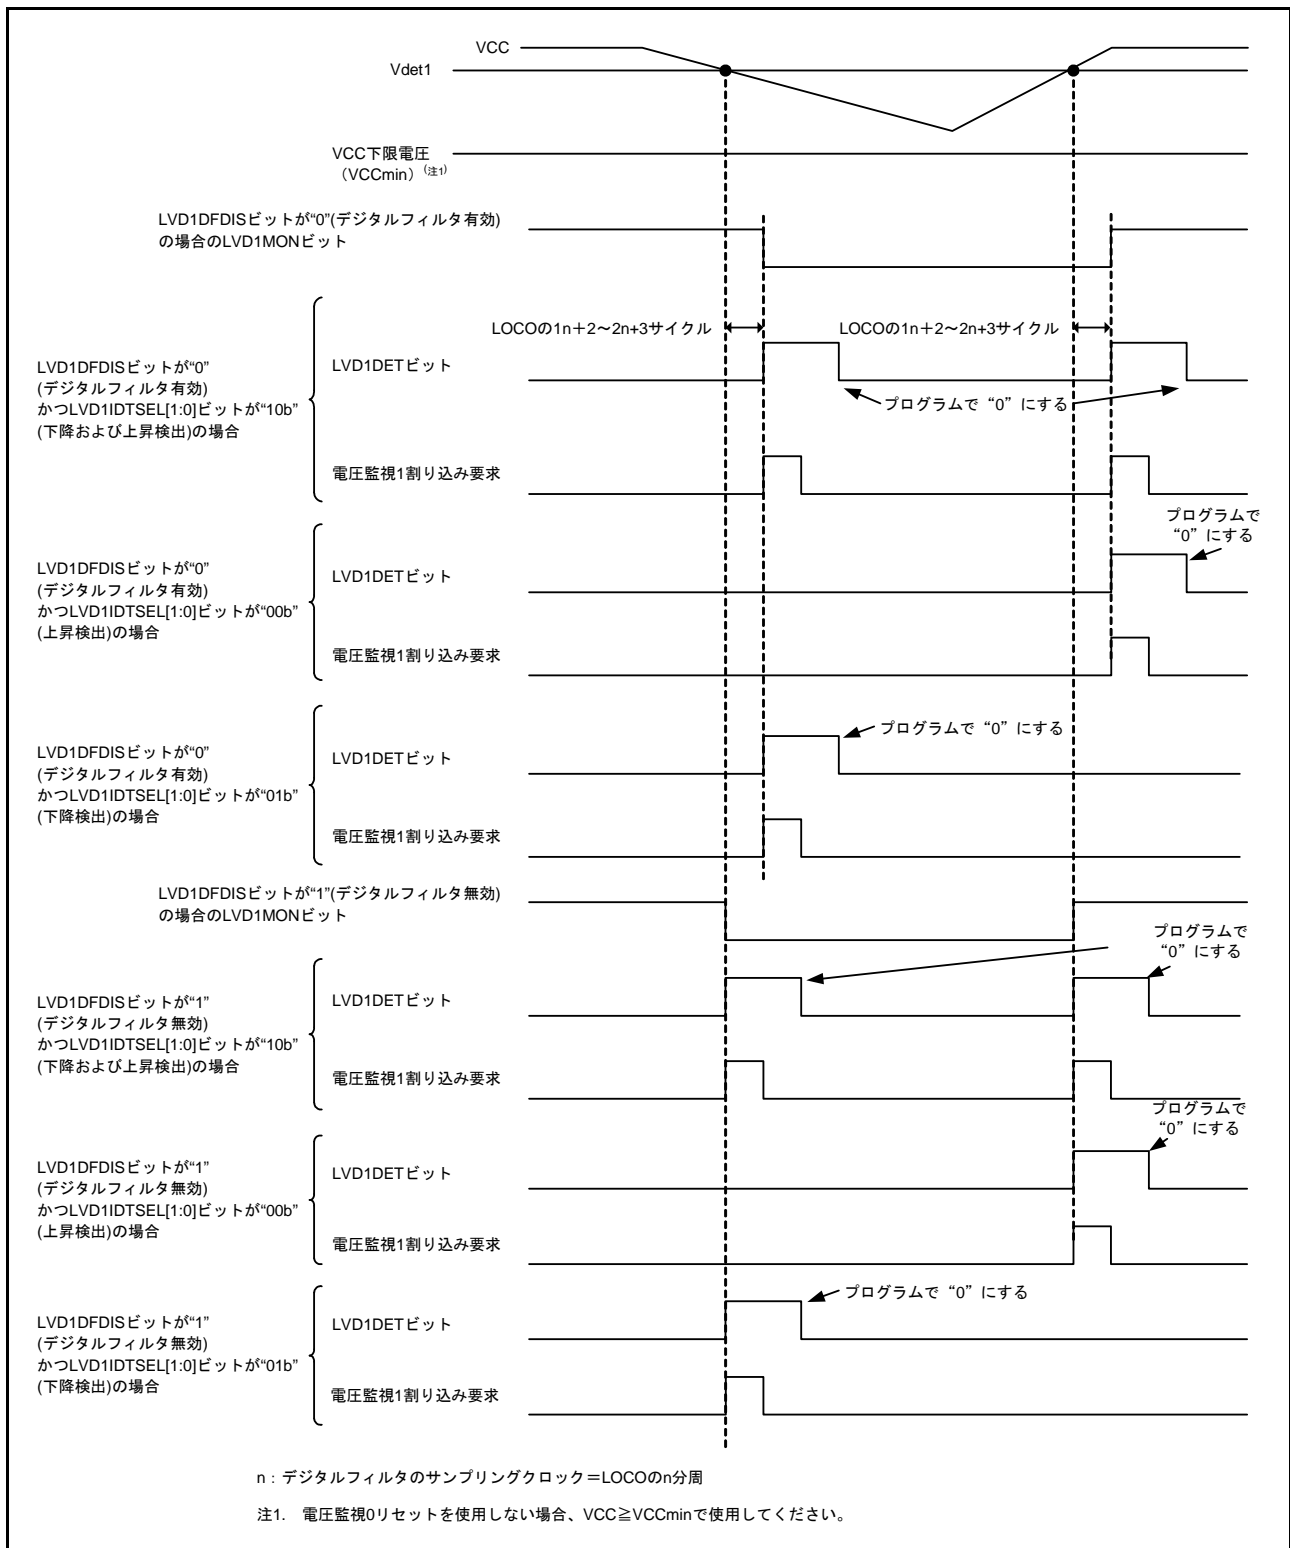 VCC
Vdet1
VCC下限電圧
（VCCmin）(注1)
LVD1DFDISビットが“0”(デジタルフィルタ有効)
の場合のLVD1MONビット
LOCOの1n＋2～2n+3サイクル
LOCOの1n＋2～2n+3サイクル
LVD1DFDISビットが“0”
(デジタルフィルタ有効)
かつLVD1IDTSEL[1:0]ビットが“10b”
(下降および上昇検出)の場合
LVD1DETビット
プログラムで“0”にする
電圧監視1割り込み要求
プログラムで
“0”にする
LVD1DFDISビットが“0”
(デジタルフィルタ有効)
かつLVD1IDTSEL[1:0]ビットが“00b”
(上昇検出)の場合
LVD1DETビット
電圧監視1割り込み要求
プログラムで“0”にする
LVD1DFDISビットが“0”
(デジタルフィルタ有効)
かつLVD1IDTSEL[1:0]ビットが“01b”
(下降検出)の場合
LVD1DETビット
電圧監視1割り込み要求
LVD1DFDISビットが“1”(デジタルフィルタ無効)
の場合のLVD1MONビット
プログラムで
“0”にする
LVD1DFDISビットが“1”
(デジタルフィルタ無効)
かつLVD1IDTSEL[1:0]ビットが“10b”
(下降および上昇検出)の場合
LVD1DETビット
電圧監視1割り込み要求
プログラムで
“0”にする
LVD1DFDISビットが“1”
(デジタルフィルタ無効)
かつLVD1IDTSEL[1:0]ビットが“00b”
(上昇検出)の場合
LVD1DETビット
電圧監視1割り込み要求
プログラムで“0”にする
LVD1DFDISビットが“1”
(デジタルフィルタ無効)
かつLVD1IDTSEL[1:0]ビットが“01b”
(下降検出)の場合
LVD1DETビット
電圧監視1割り込み要求
n：デジタルフィルタのサンプリングクロック＝LOCOのn分周
注1. 電圧監視0リセットを使用しない場合、VCC≧VCCminで使用してください。